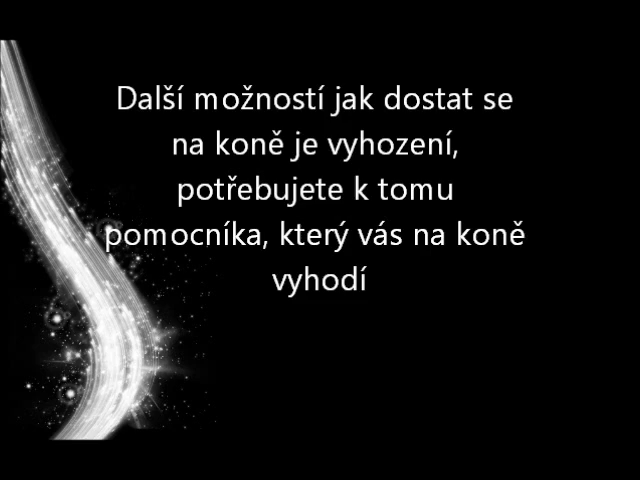 Další možností jak dostat se
na koně je vyhození,
potřebujete k tomu
pomocníka, který vás na koně
vyhodí